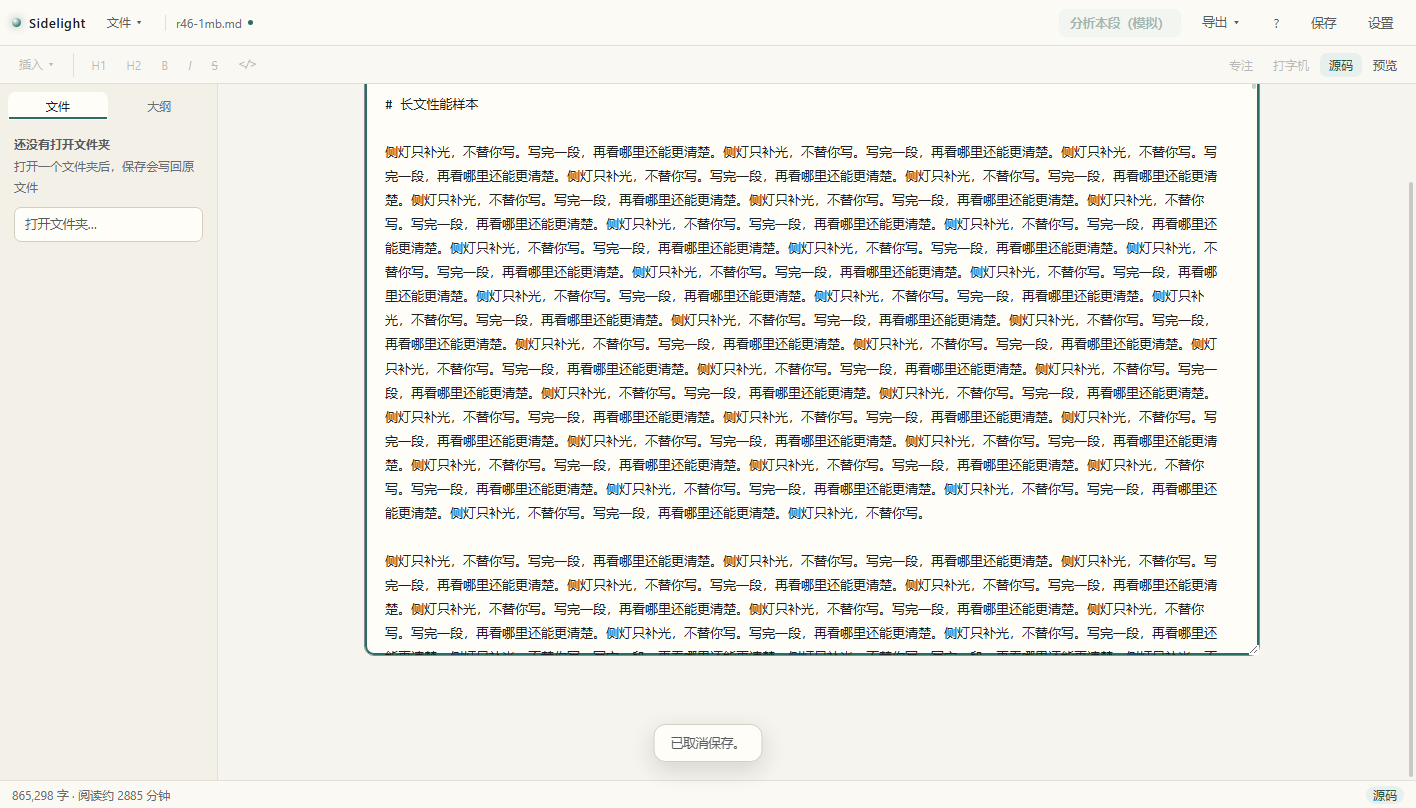 Sidelight 文件 r46-1mb.md 分析本段（模拟） 导出 ? 保存 设置
插入 H1 H2 B I S </> 专注 打字机 源码 预览
文件 大纲
还没有打开文件夹
打开一个文件夹后，保存会写回原
文件
打开文件夹...
# 长文性能样本
侧灯只补光，不替你写。写完一段，再看哪里还能更清楚。侧灯只补光，不替你写。写完一段，再看哪里还能更清楚。侧灯只补光，不替你写。写
完一段，再看哪里还能更清楚。侧灯只补光，不替你写。写完一段，再看哪里还能更清楚。侧灯只补光，不替你写。写完一段，再看哪里还能更清
楚。侧灯只补光，不替你写。写完一段，再看哪里还能更清楚。侧灯只补光，不替你写。写完一段，再看哪里还能更清楚。侧灯只补光，不替你
写。写完一段，再看哪里还能更清楚。侧灯只补光，不替你写。写完一段，再看哪里还能更清楚。侧灯只补光，不替你写。写完一段，再看哪里还
能更清楚。侧灯只补光，不替你写。写完一段，再看哪里还能更清楚。侧灯只补光，不替你写。写完一段，再看哪里还能更清楚。侧灯只补光，不
替你写。写完一段，再看哪里还能更清楚。侧灯只补光，不替你写。写完一段，再看哪里还能更清楚。侧灯只补光，不替你写。写完一段，再看哪
里还能更清楚。侧灯只补光，不替你写。写完一段，再看哪里还能更清楚。侧灯只补光，不替你写。写完一段，再看哪里还能更清楚。侧灯只补
光，不替你写。写完一段，再看哪里还能更清楚。侧灯只补光，不替你写。写完一段，再看哪里还能更清楚。侧灯只补光，不替你写。写完一段，
再看哪里还能更清楚。侧灯只补光，不替你写。写完一段，再看哪里还能更清楚。侧灯只补光，不替你写。写完一段，再看哪里还能更清楚。侧灯
只补光，不替你写。写完一段，再看哪里还能更清楚。侧灯只补光，不替你写。写完一段，再看哪里还能更清楚。侧灯只补光，不替你写。写完一
段，再看哪里还能更清楚。侧灯只补光，不替你写。写完一段，再看哪里还能更清楚。侧灯只补光，不替你写。写完一段，再看哪里还能更清楚。
侧灯只补光，不替你写。写完一段，再看哪里还能更清楚。侧灯只补光，不替你写。写完一段，再看哪里还能更清楚。侧灯只补光，不替你写。写
完一段，再看哪里还能更清楚。侧灯只补光，不替你写。写完一段，再看哪里还能更清楚。侧灯只补光，不替你写。写完一段，再看哪里还能更清
楚。侧灯只补光，不替你写。写完一段，再看哪里还能更清楚。侧灯只补光，不替你写。写完一段，再看哪里还能更清楚。侧灯只补光，不替你
写。写完一段，再看哪里还能更清楚。侧灯只补光，不替你写。写完一段，再看哪里还能更清楚。侧灯只补光，不替你写。写完一段，再看哪里还
能更清楚。侧灯只补光，不替你写。写完一段，再看哪里还能更清楚。侧灯只补光，不替你写。
侧灯只补光，不替你写。写完一段，再看哪里还能更清楚。侧灯只补光，不替你写。写完一段，再看哪里还能更清楚。侧灯只补光，不替你写。写
完一段，再看哪里还能更清楚。侧灯只补光，不替你写。写完一段，再看哪里还能更清楚。侧灯只补光，不替你写。写完一段，再看哪里还能更清
楚。侧灯只补光，不替你写。写完一段，再看哪里还能更清楚。侧灯只补光，不替你写。写完一段，再看哪里还能更清楚。侧灯只补光，不替你
写。写完一段，再看哪里还能更清楚。侧灯只补光，不替你写。写完一段，再看哪里还能更清楚。侧灯只补光，不替你写。写完一段，再看哪里还
已取消保存。
865,298 字 · 阅读约 2885 分钟 源码